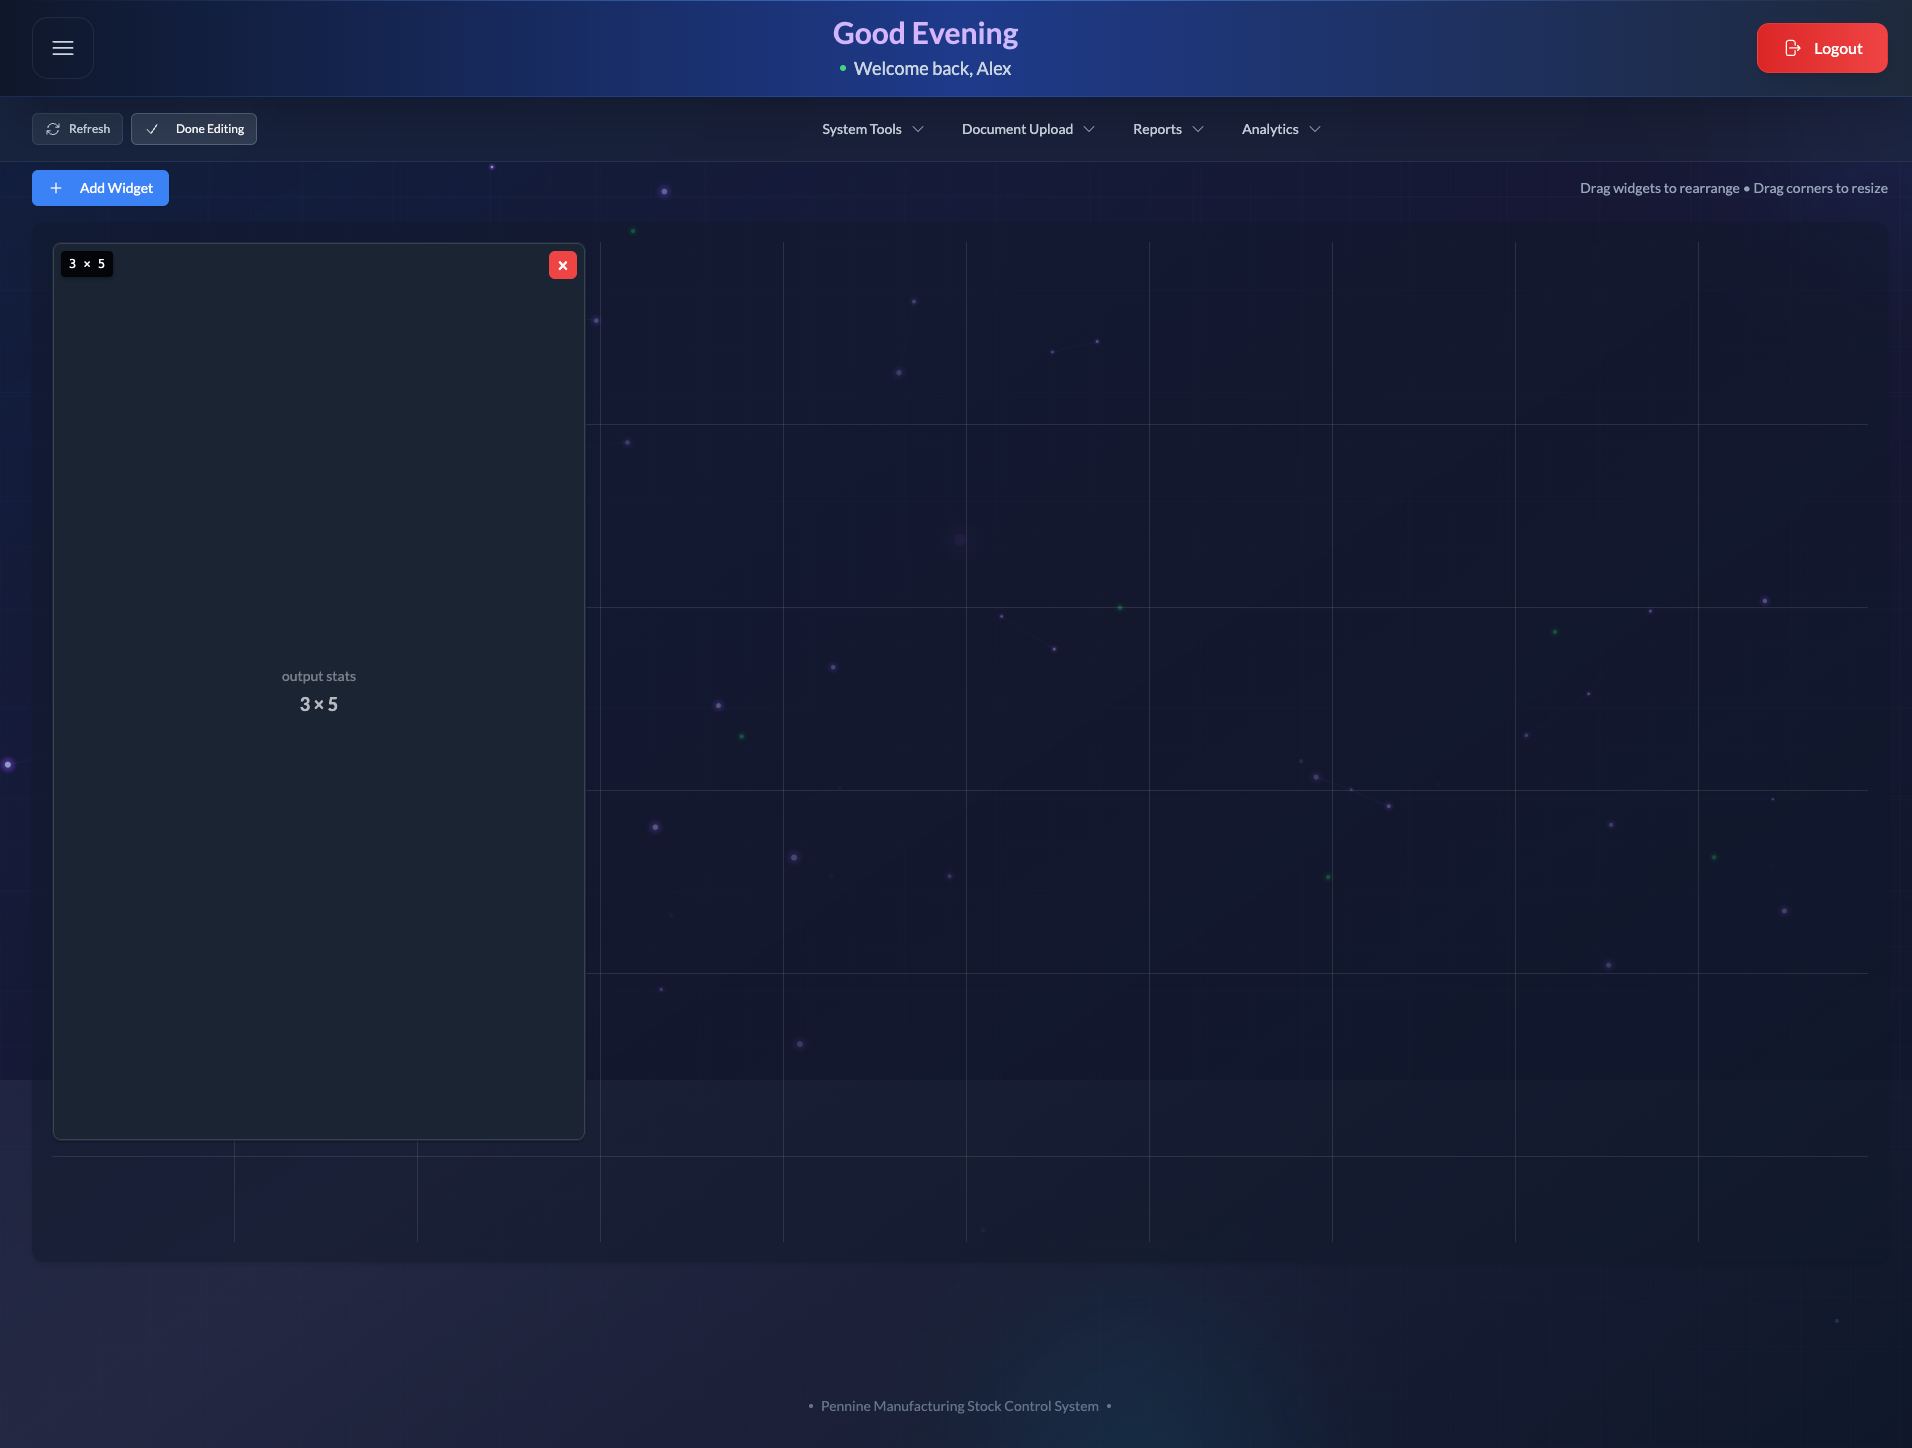 Good Evening
Welcome back, Alex
Logout
Refresh
Done Editing
System Tools
Document Upload
Reports
Analytics
Add Widget
Drag widgets to rearrange • Drag corners to resize
3 × 5
output stats
3 × 5
• Pennine Manufacturing Stock Control System •